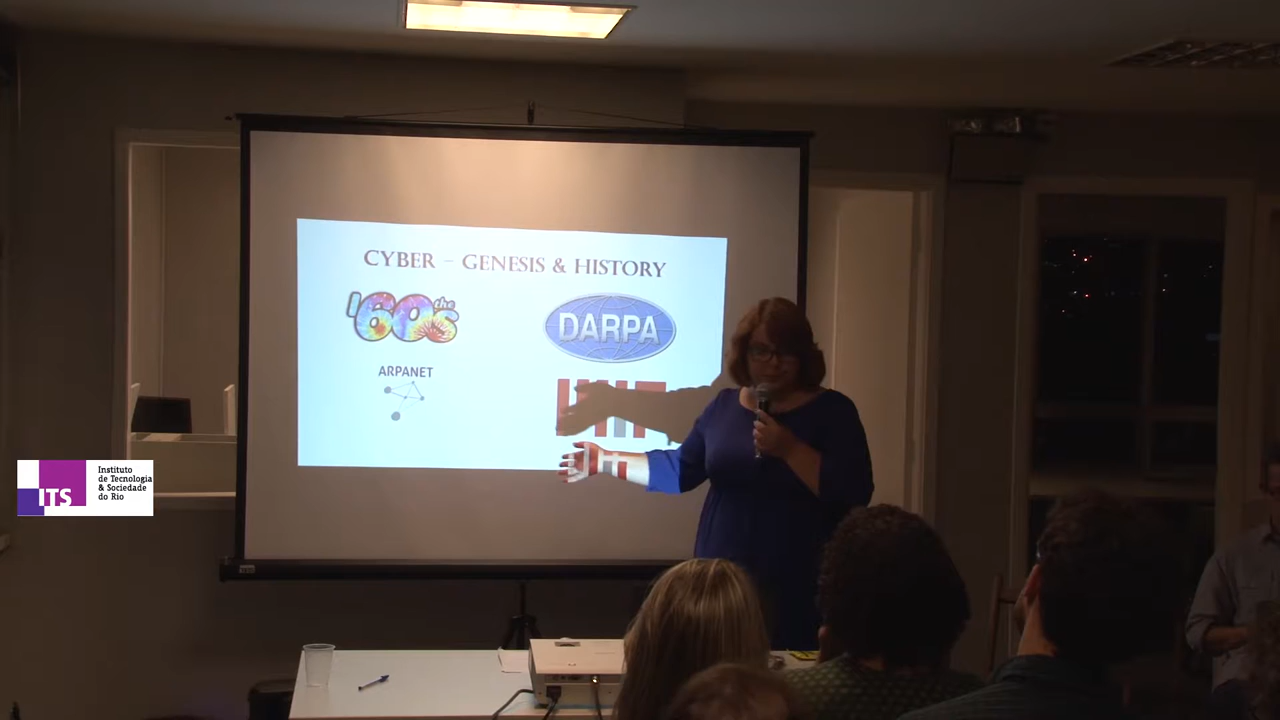 CYBER – GENESIS & HISTORY
'60s the
DARPA
ARPANET
ITS
Instituto
de Tecnologia
& Sociedade
do Rio